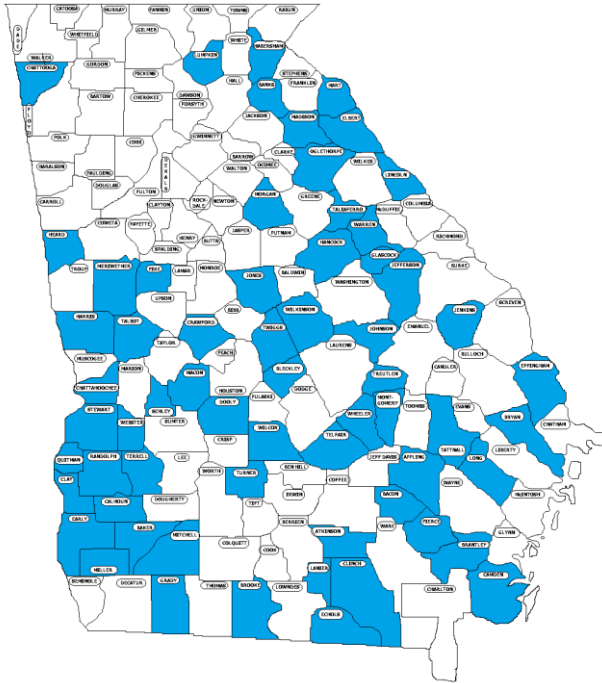 CATOOSA
MURRAY
FANNIN
UNION
TOWNS
RABUN
DADE
WHITFIELD
GILMER
WHITE
HABERSHAM
WALKER
LUMPKIN
CHATTOOGA
GORDON
PICKENS
STEPHENS
HALL
BANKS
FRANKLIN
HART
BARTOW
CHEROKEE
DAWSON
FORSYTH
FLOYD
JACKSON
MADISON
ELBERT
POLK
COBB
GWINNETT
BARROW
CLARKE
OGLETHORPE
HARALSON
PAULDING
DEKALB
WALTON
OCONEE
WILKES
DOUGLAS
FULTON
LINCOLN
CARROLL
CLAYTON
ROCK-
DALE
NEWTON
MORGAN
GREENE
TALIAFERRO
MCDUFFIE
COLUMBIA
COWETA
FAYETTE
HENRY
BUTTS
JASPER
PUTNAM
WARREN
RICHMOND
HEARD
SPALDING
HANCOCK
GLASCOCK
JEFFERSON
BURKE
TROUP
MERIWETHER
PIKE
LAMAR
MONROE
JONES
BALDWIN
WASHINGTON
UPSON
BIBB
WILKINSON
SCREVEN
HARRIS
TALBOT
CRAWFORD
TWIGGS
JOHNSON
EMANUEL
JENKINS
TAYLOR
PEACH
LAURENS
BULLOCH
MUSCOGEE
MARION
MACON
BLECKLEY
TREUTLEN
CANDLER
EFFINGHAM
CHATTAHOOCHEE
HOUSTON
DODGE
STEWART
SCHLEY
DOOLY
PULASKI
WHEELER
MONT-
GOMERY
TOOMBS
EVANS
BRYAN
CHATHAM
WEBSTER
SUMTER
WILCOX
TELFAIR
TATTNALL
LIBERTY
QUITMAN
RANDOLPH
TERRELL
LEE
CRISP
BEN HILL
JEFF DAVIS
APPLING
LONG
CLAY
WORTH
TURNER
COFFEE
WAYNE
CALHOUN
DOUGHERTY
TIFT
IRWIN
BACON
MCINTOSH
EARLY
BAKER
MITCHELL
BERRIEN
ATKINSON
WARE
PIERCE
GLYNN
COLQUITT
COOK
BRANTLEY
MILLER
LANIER
CLINCH
CAMDEN
SEMINOLE
DECATUR
GRADY
THOMAS
BROOKS
LOWNDES
CHARLTON
ECHOLS